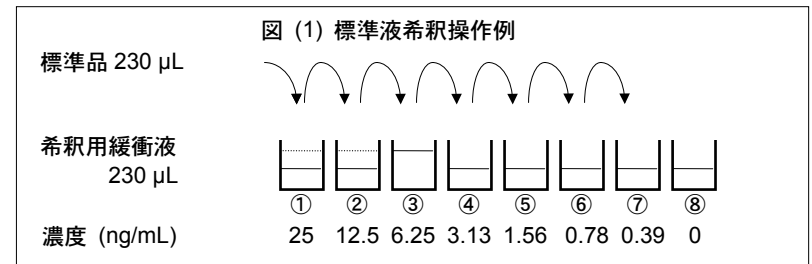 図 (1) 標準液希釈操作例
標準品 230 µL
希釈用緩衝液
230 µL
① ② ③ ④ ⑤ ⑥ ⑦ ⑧
濃度 (ng/mL) 25 12.5 6.25 3.13 1.56 0.78 0.39 0